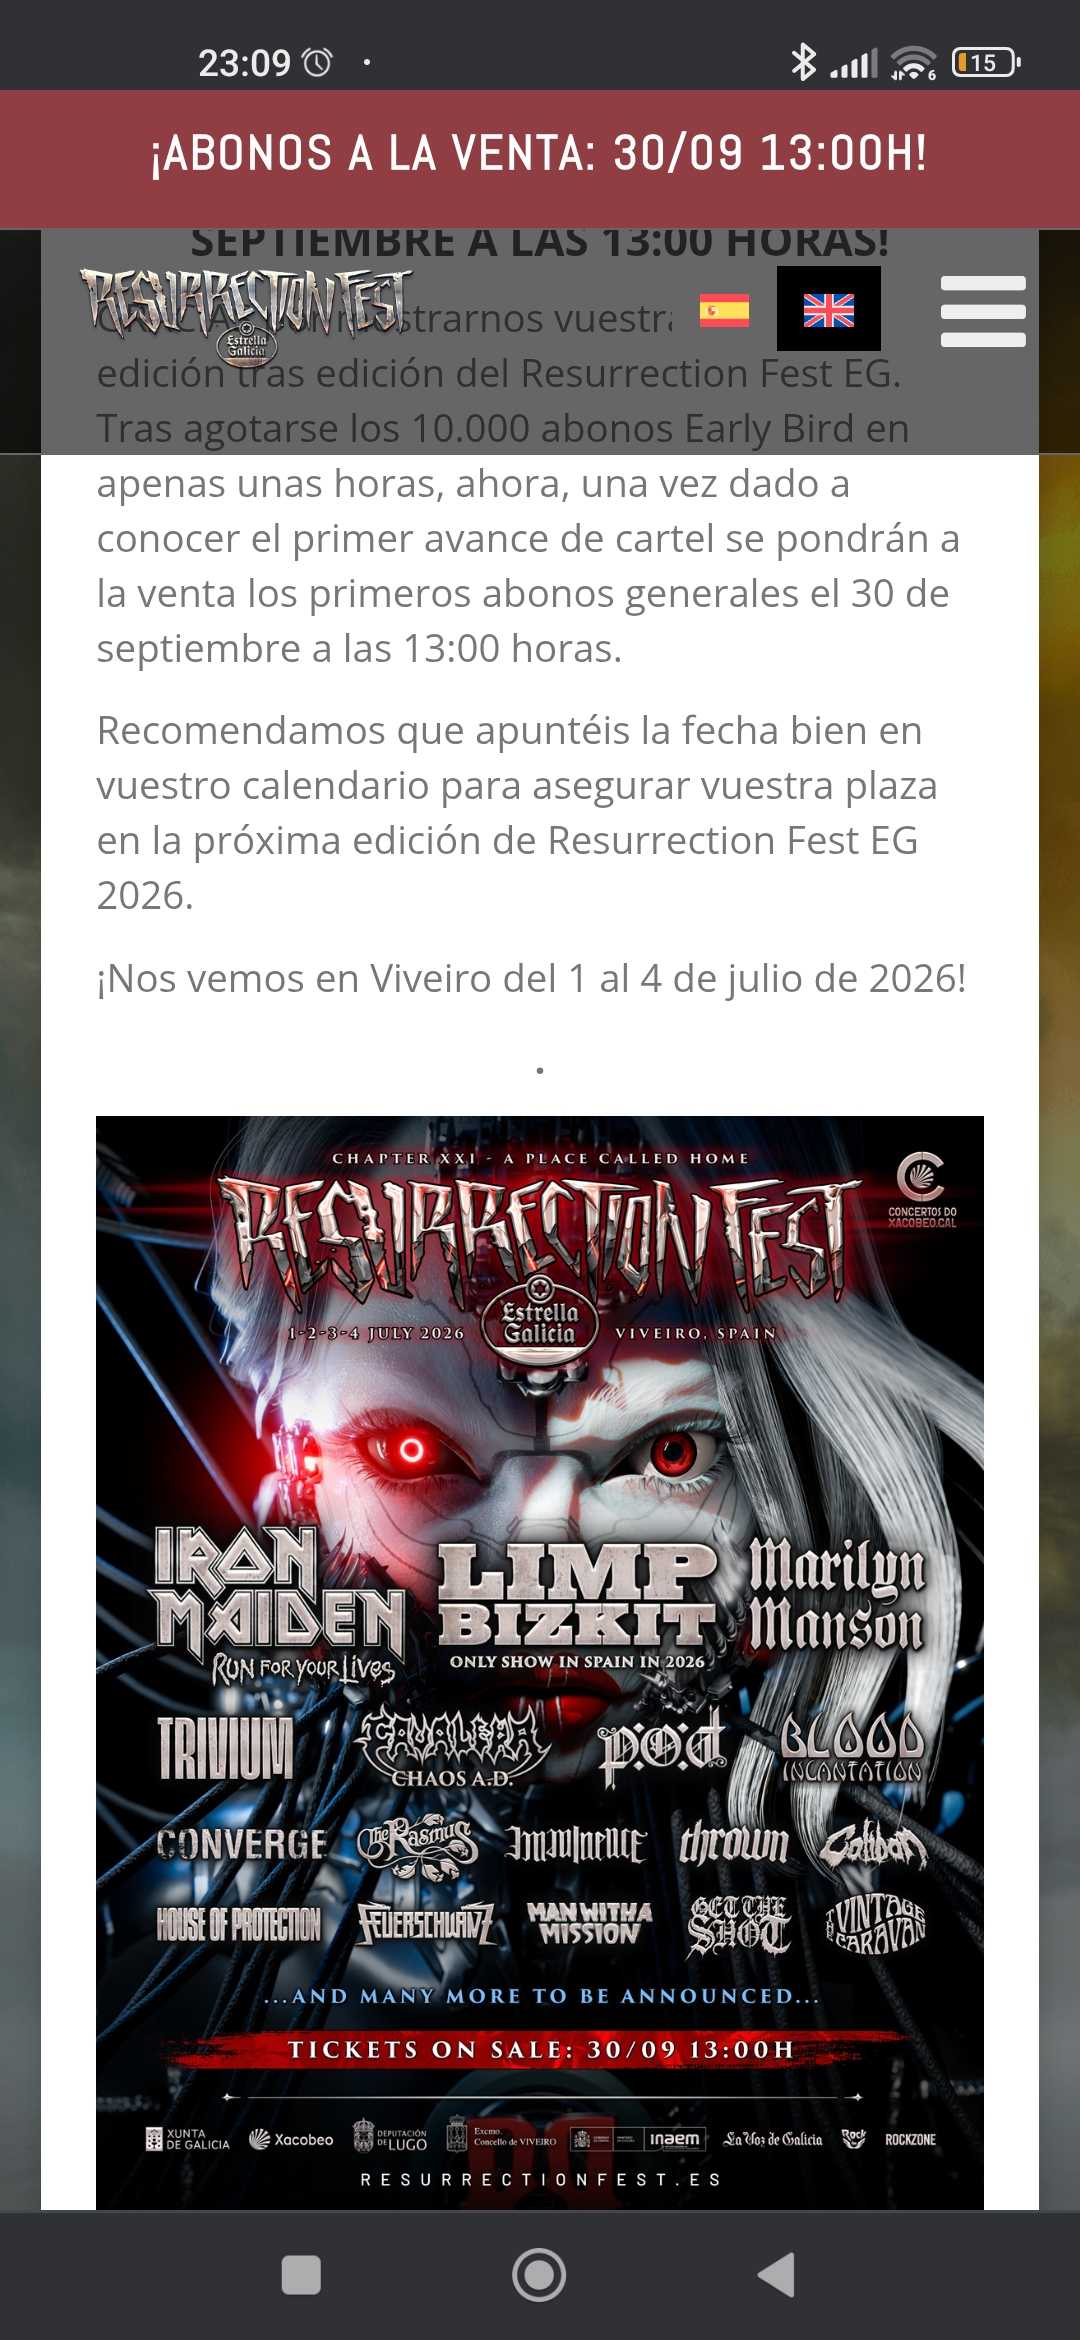 23:09
15
¡ABONOS A LA VENTA: 30/09 13:00H!
SEPTIEMBRE A LAS 13:00 HORAS!
RESURRECTION FEST
Estrella Galicia
edición tras edición del Resurrection Fest EG.
Tras agotarse los 10.000 abonos Early Bird en
apenas unas horas, ahora, una vez dado a
conocer el primer avance de cartel se pondrán a
la venta los primeros abonos generales el 30 de
septiembre a las 13:00 horas.
Recomendamos que apuntéis la fecha bien en
vuestro calendario para asegurar vuestra plaza
en la próxima edición de Resurrection Fest EG
2026.
¡Nos vemos en Viveiro del 1 al 4 de julio de 2026!
.
CHAPTER XXI - A PLACE CALLED HOME
CONCERTOS DO
XACOBEO.GAL
RESURRECTION FEST
Estrella
Galicia
1-2-3-4 JULY 2026 VIVEIRO, SPAIN
IRON MAIDEN
RUN FOR YOUR LIVES
LIMP BIZKIT
ONLY SHOW IN SPAIN IN 2026
Marilyn Manson
TRIVIUM CAVALERA CHAOS A.D. p.o.d BLOOD INCANTATION
CONVERGE The Rasmus Imminence thrown Caliban
HOUSE OF PROTECTION FEUERSCHWANZ MAN WITH A MISSION GET THE SHOT THE VINTAGE CARAVAN
...AND MANY MORE TO BE ANNOUNCED...
TICKETS ON SALE: 30/09 13:00H
XUNTA DE GALICIA Xacobeo DEPUTACIÓN DE LUGO Excmo. Concello de VIVEIRO inaem La Voz de Galicia Rock ROCKZONE
RESURRECTIONFEST.ES